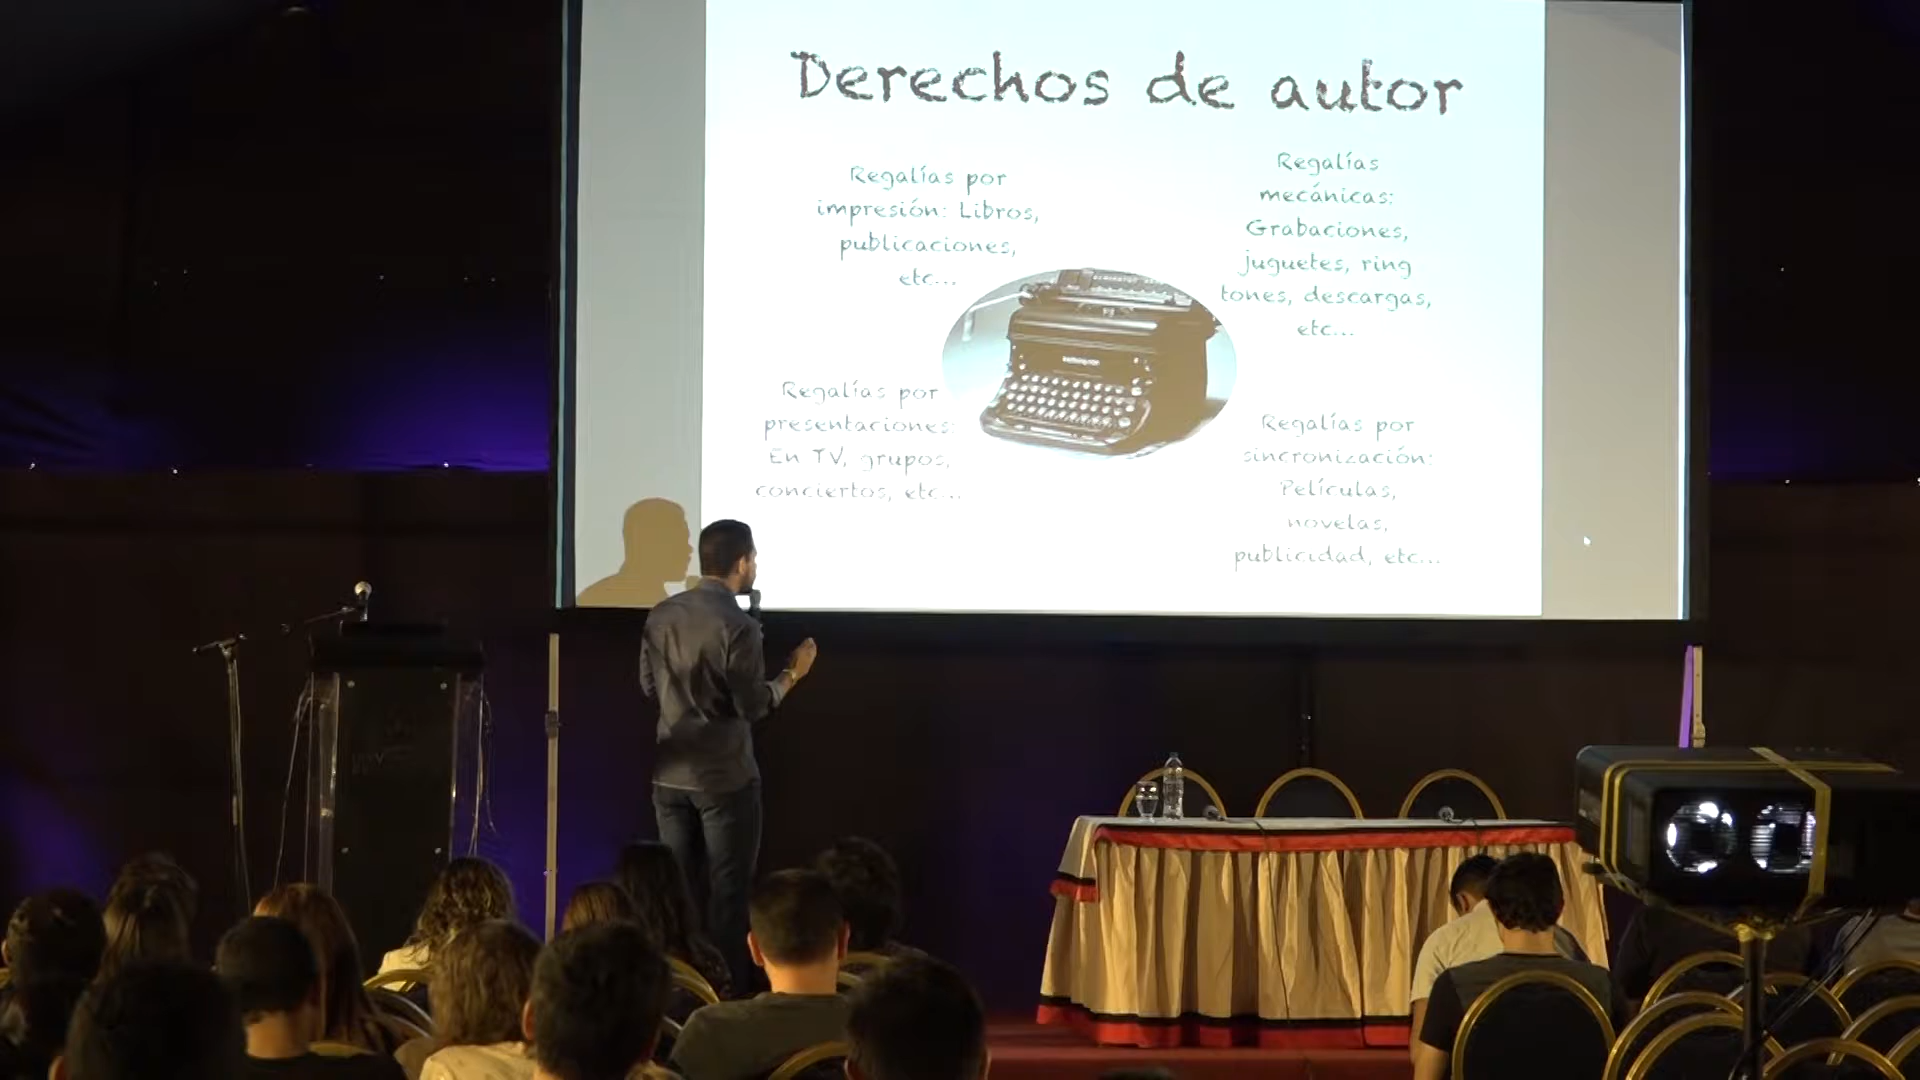 Derechos de autor
Regalías por
impresión: Libros,
publicaciones,
etc...
Regalías
mecánicas:
Grabaciones,
juguetes, ring
tones, descargas,
etc...
Regalías por
presentaciones:
En TV, grupos,
conciertos, etc...
Regalías por
sincronización:
Películas,
novelas,
publicidad, etc...